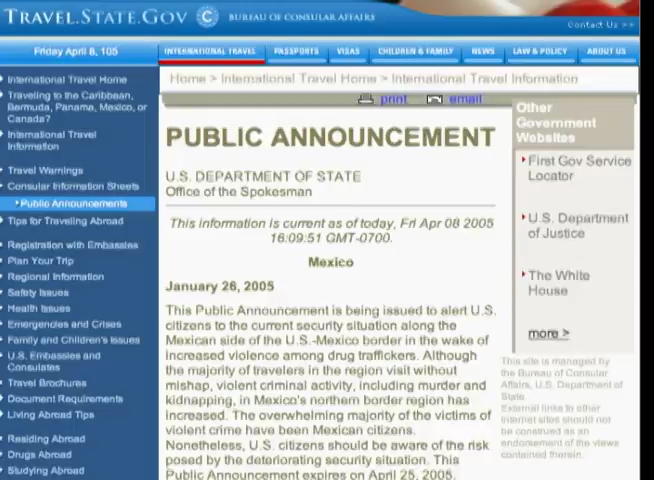 TRAVEL.STATE.GOV
BUREAU OF CONSULAR AFFAIRS
Contact Us >>
Friday April 8, 105
INTERNATIONAL TRAVEL
PASSPORTS
VISAS
CHILDREN & FAMILY
NEWS
LAW & POLICY
ABOUT US
International Travel Home
Traveling to the Caribbean,
Bermuda, Panama, Mexico, or
Canada?
International Travel
Information
Travel Warnings
Consular Information Sheets
Public Announcements
Tips for Traveling Abroad
Registration with Embassies
Plan Your Trip
Regional Information
Safety Issues
Health Issues
Emergencies and Crises
Family and Children's Issues
U.S. Embassies and
Consulates
Travel Brochures
Document Requirements
Living Abroad Tips
Residing Abroad
Drugs Abroad
Studying Abroad
Home > International Travel Home > International Travel Information
print
email
PUBLIC ANNOUNCEMENT
U.S. DEPARTMENT OF STATE
Office of the Spokesman
This information is current as of today, Fri Apr 08 2005
16:09:51 GMT-0700.
Mexico
January 26, 2005
This Public Announcement is being issued to alert U.S.
citizens to the current security situation along the
Mexican side of the U.S.-Mexico border in the wake of
increased violence among drug traffickers. Although
the majority of travelers in the region visit without
mishap, violent criminal activity, including murder and
kidnapping, in Mexico's northern border region has
increased. The overwhelming majority of the victims of
violent crime have been Mexican citizens.
Nonetheless, U.S. citizens should be aware of the risk
posed by the deteriorating security situation. This
Public Announcement expires on April 25, 2005.
Other
Government
Websites
First Gov Service
Locator
U.S. Department
of Justice
The White
House
more >
This site is managed by
the Bureau of Consular
Affairs, U.S. Department of
State.
External links to other
Internet sites should not
be construed as an
endorsement of the views
contained therein.